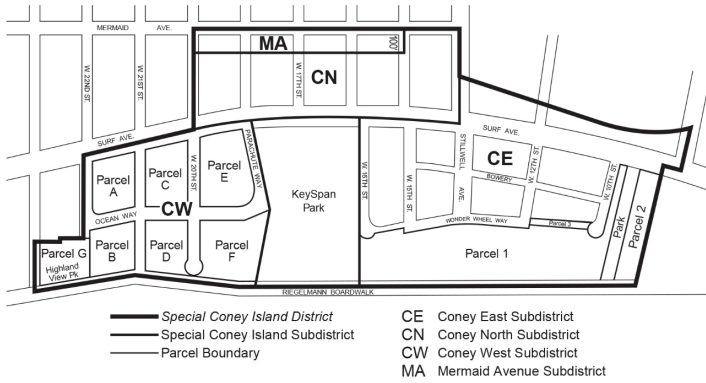 MERMAID AVE.
MA
100'
W. 22ND ST.
W. 21ST ST.
W. 17TH ST.
CN
SURF AVE.
SURF AVE.
PARACHUTE WAY
W. 20TH ST.
STILLWELL AVE.
CE
W. 12TH ST.
BOWERY
Parcel A
Parcel C
Parcel E
W. 16TH ST.
W. 15TH ST.
W. 10TH ST.
KeySpan Park
CW
OCEAN WAY
WONDER WHEEL WAY
Parcel 3
Park
Parcel 2
Parcel G
Highland View Pk
Parcel B
Parcel D
Parcel F
Parcel 1
RIEGELMANN BOARDWALK
Special Coney Island District
Special Coney Island Subdistrict
Parcel Boundary
CE Coney East Subdistrict
CN Coney North Subdistrict
CW Coney West Subdistrict
MA Mermaid Avenue Subdistrict